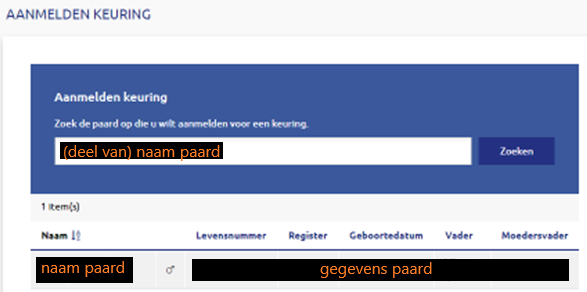 AANMELDEN KEURING
Aanmelden keuring
Zoek de paard op die u wilt aanmelden voor een keuring.
(deel van) naam paard Zoeken
1 item(s)
Naam Levensnummer Register Geboortedatum Vader Moedersvader
naam paard ♂ gegevens paard